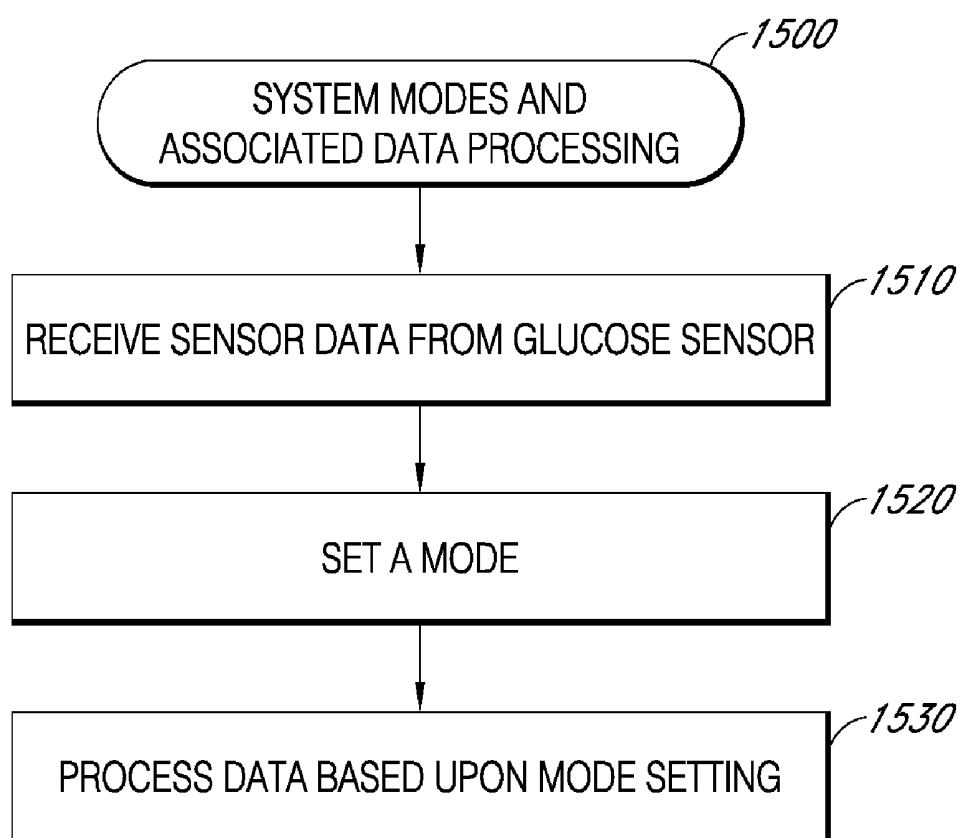 1500
SYSTEM MODES AND
ASSOCIATED DATA PROCESSING
1510
RECEIVE SENSOR DATA FROM GLUCOSE SENSOR
1520
SET A MODE
1530
PROCESS DATA BASED UPON MODE SETTING